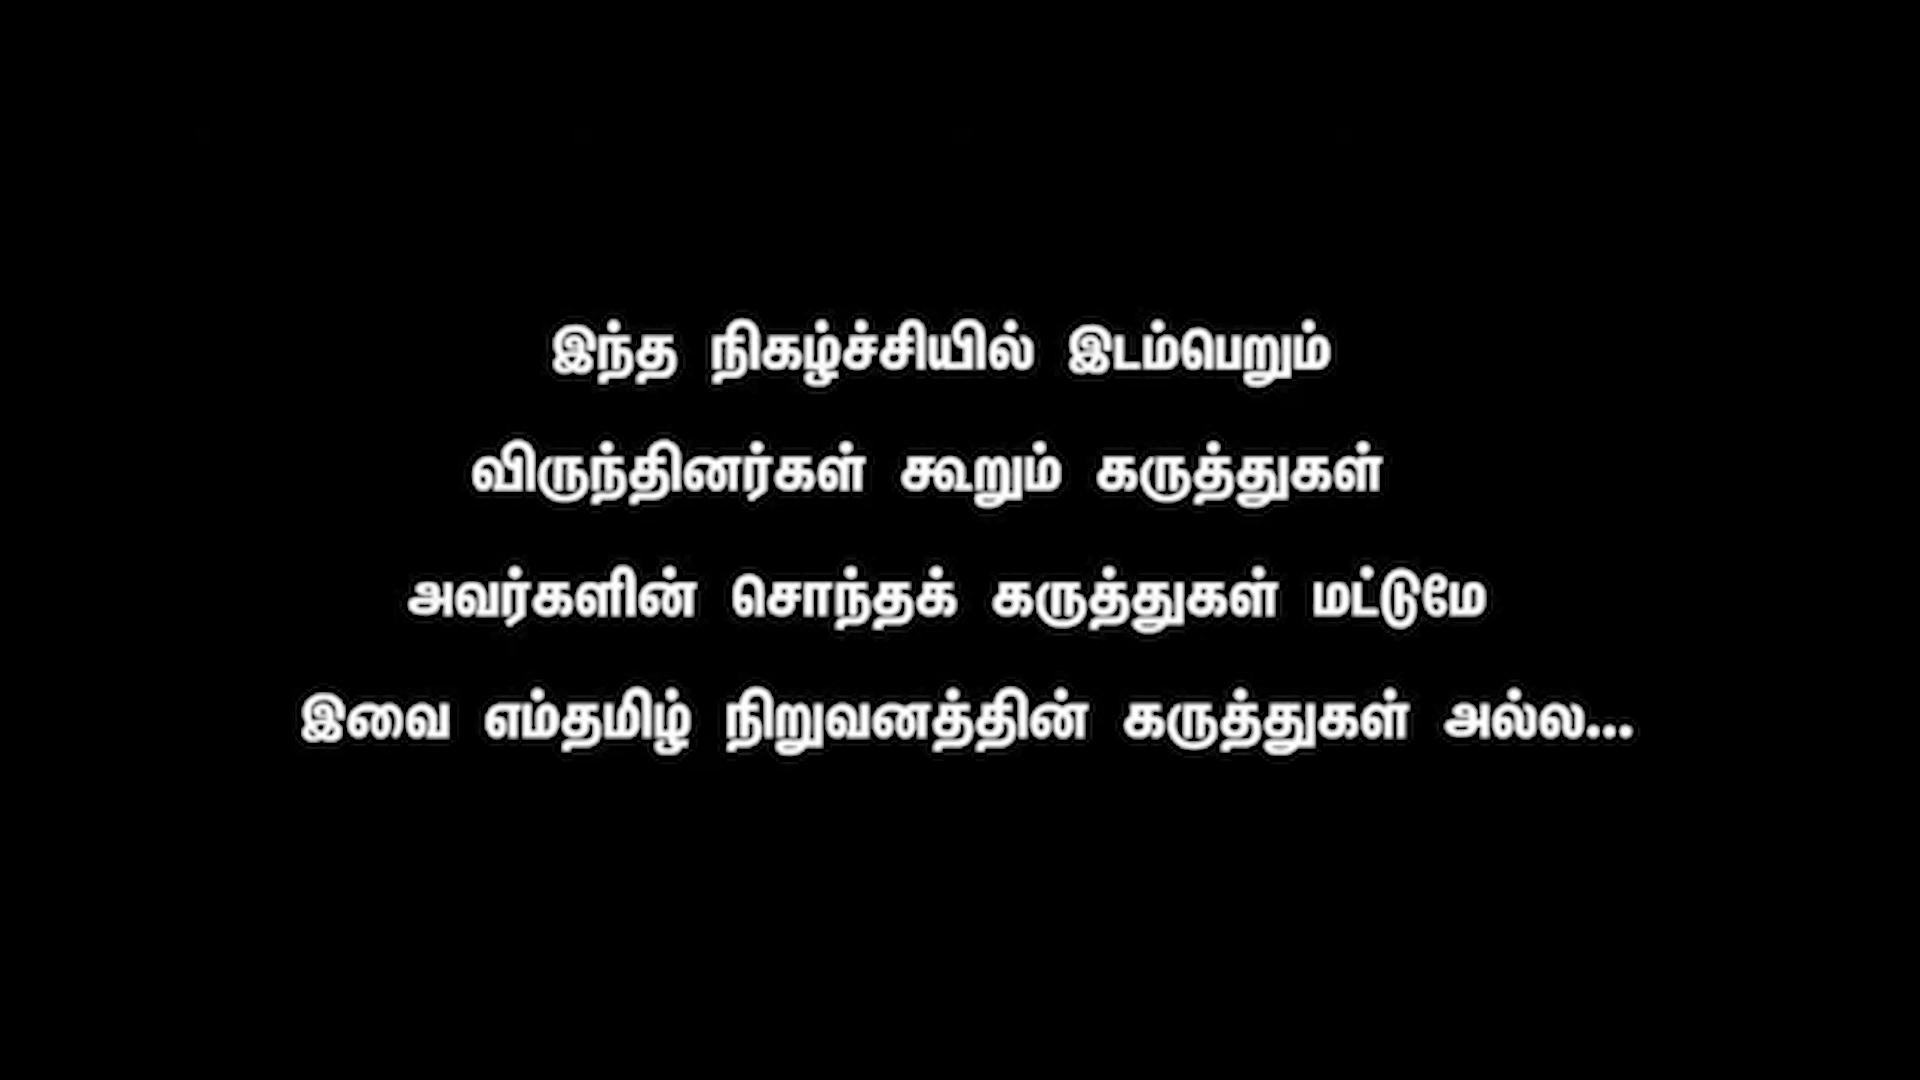 இந்த நிகழ்ச்சியில் இடம்பெறும்
விருந்தினர்கள் கூறும் கருத்துகள்
அவர்களின் சொந்தக் கருத்துகள் மட்டுமே
இவை எம்தமிழ் நிறுவனத்தின் கருத்துகள் அல்ல...